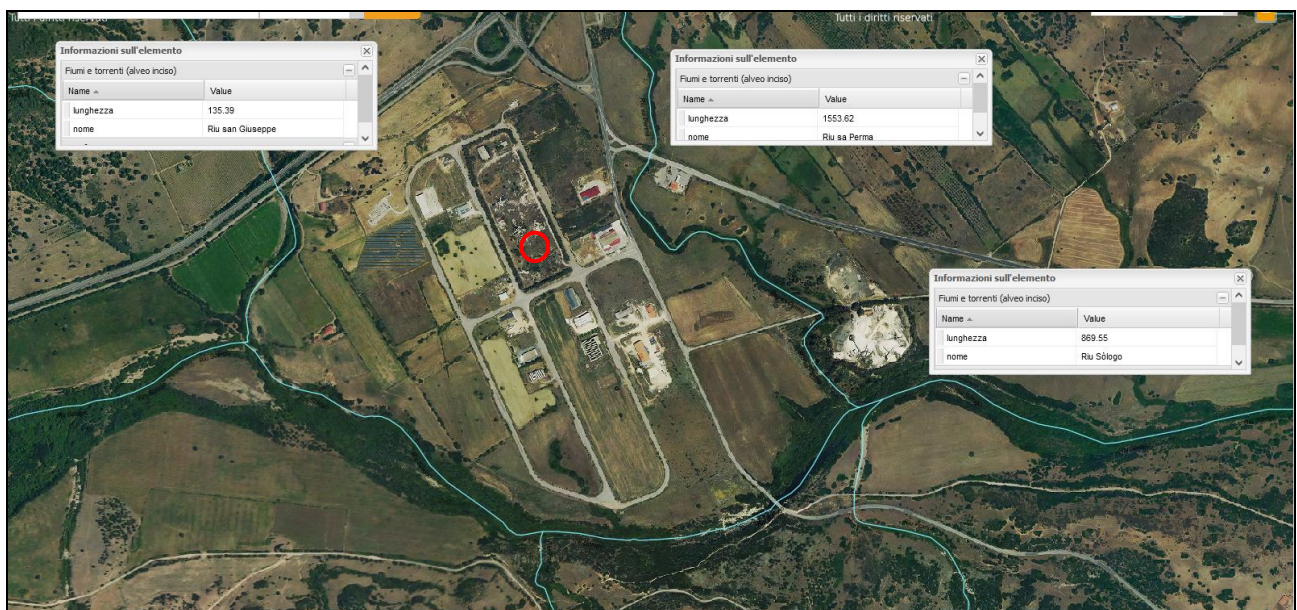 Tutti i diritti riservati
Tutti i diritti riservati
Informazioni sull'elemento
Fiumi e torrenti (alveo inciso)
Name Value
lunghezza 135.39
nome Riu san Giuseppe
Informazioni sull'elemento
Fiumi e torrenti (alveo inciso)
Name Value
lunghezza 1553.62
nome Riu sa Perma
Informazioni sull'elemento
Fiumi e torrenti (alveo inciso)
Name Value
lunghezza 869.55
nome Riu Sòlogo